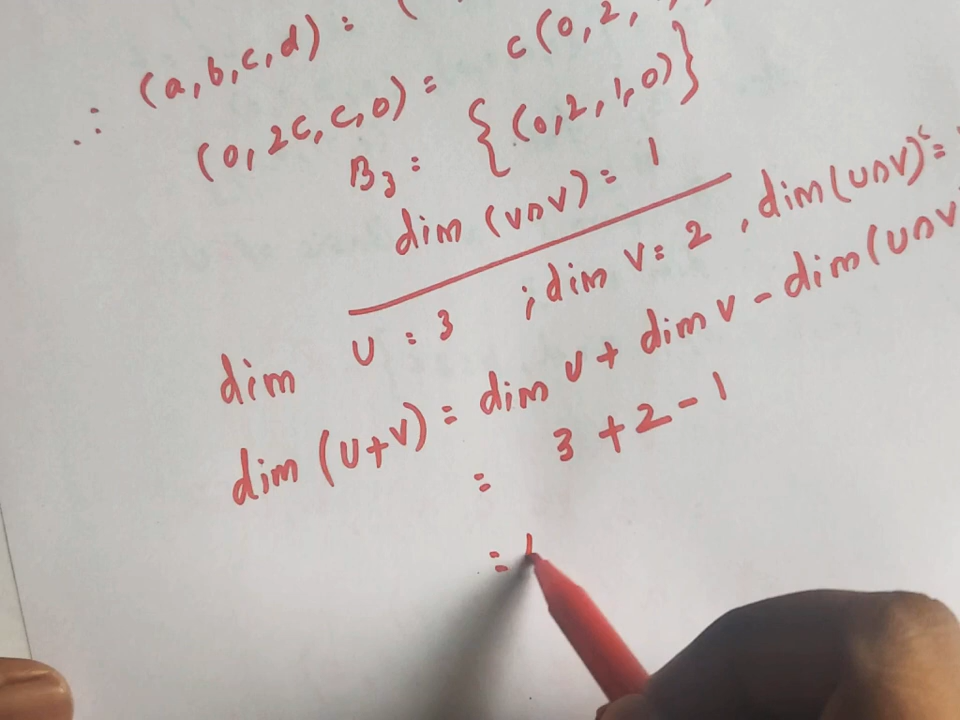 ∴ (a,b,c,d) = (
(0, 2c, c, 0) = c(0, 2,
B₃ = {(0, 2, 1, 0)}
dim (U∩V) = 1
dim U = 3 ; dim V = 2 , dim(U∩V) =
dim (U+V) = dim U + dim V - dim(U∩V
= 3 + 2 - 1
=